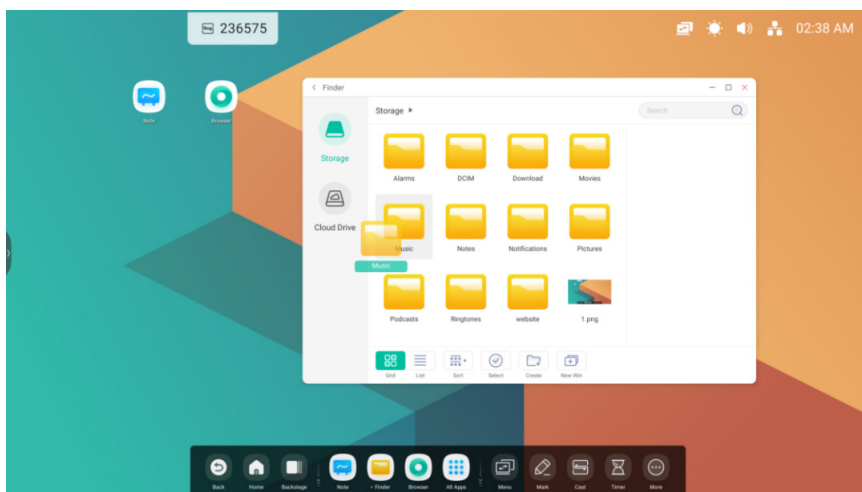 236575
02:38 AM
Note
Browser
Finder
Storage
Search
Storage
Cloud Drive
Alarms
DCIM
Download
Movies
Music
Notes
Notifications
Pictures
Music
Podcasts
Ringtones
website
1.png
Grid
List
Sort
Select
Create
New Win
Back
Home
Backstage
Note
• Finder
Browser
All Apps
Menu
Mark
Cast
Timer
More